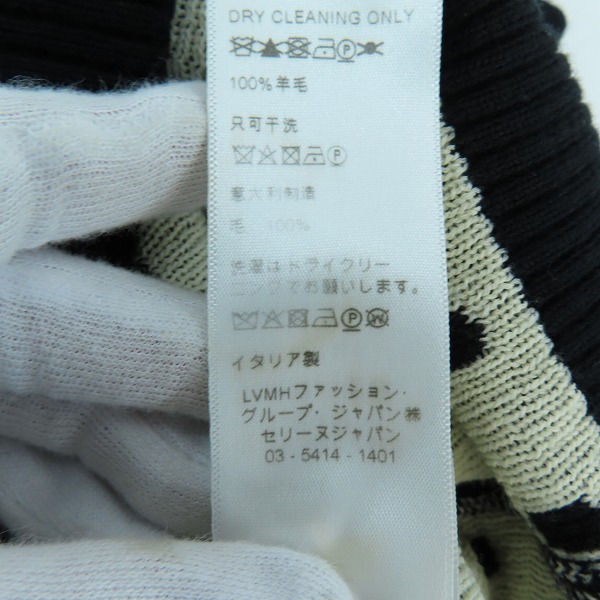 DRY CLEANING ONLY
100%羊毛
只可干洗
意大利制造
毛 100%
洗濯はドライクリー
ニングでお願いします。
イタリア製
LVMHファッション・
グループ・ジャパン㈱
セリーヌジャパン
03 - 5414 - 1401